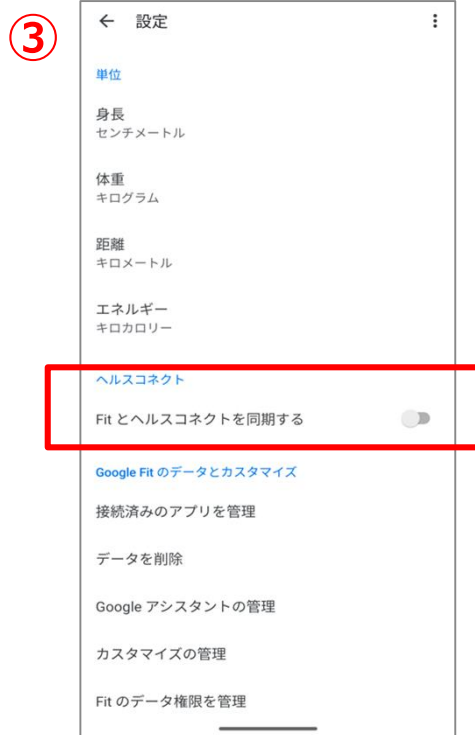 ③
設定
単位
身長
センチメートル
体重
キログラム
距離
キロメートル
エネルギー
キロカロリー
ヘルスコネクト
Fit とヘルスコネクトを同期する
Google Fit のデータとカスタマイズ
接続済みのアプリを管理
データを削除
Google アシスタントの管理
カスタマイズの管理
Fit のデータ権限を管理